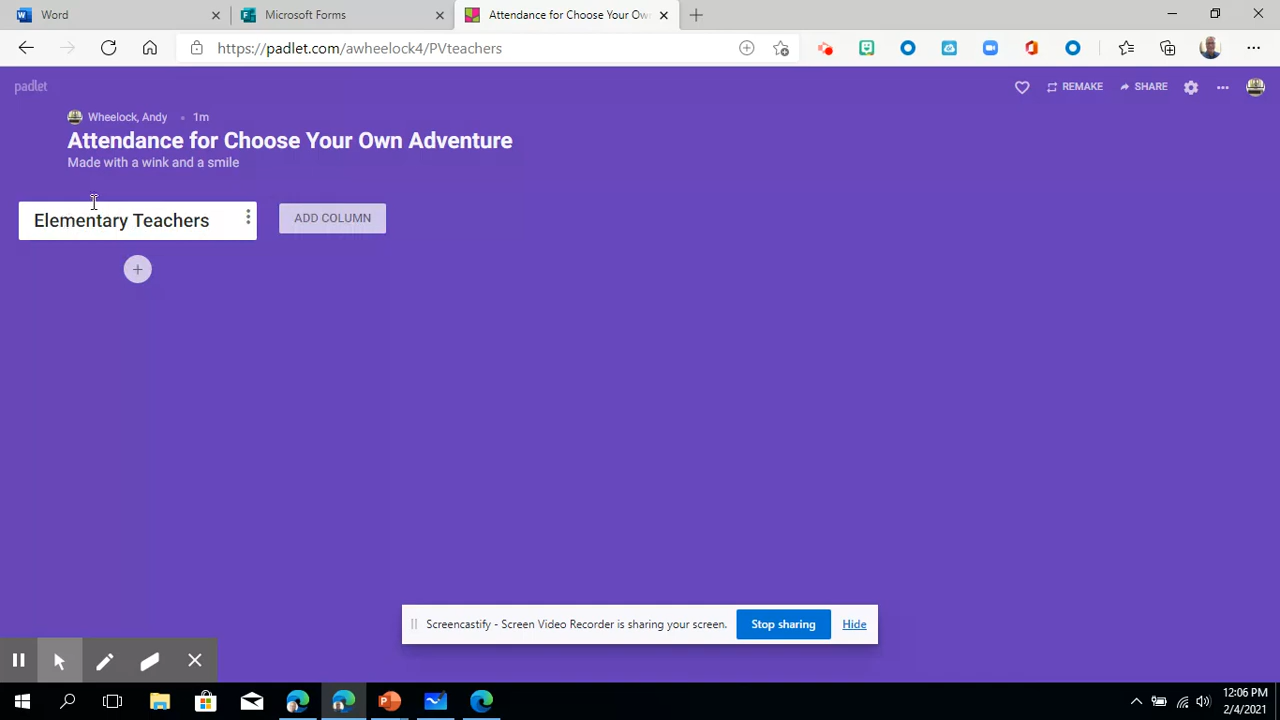 Word
Microsoft Forms
Attendance for Choose Your Ow
https://padlet.com/awheelock4/PVteachers
padlet
REMAKE
SHARE
Wheelock, Andy • 1m
Attendance for Choose Your Own Adventure
Made with a wink and a smile
Elementary Teachers
ADD COLUMN
Screencastify - Screen Video Recorder is sharing your screen.
Stop sharing
Hide
12:06 PM
2/4/2021